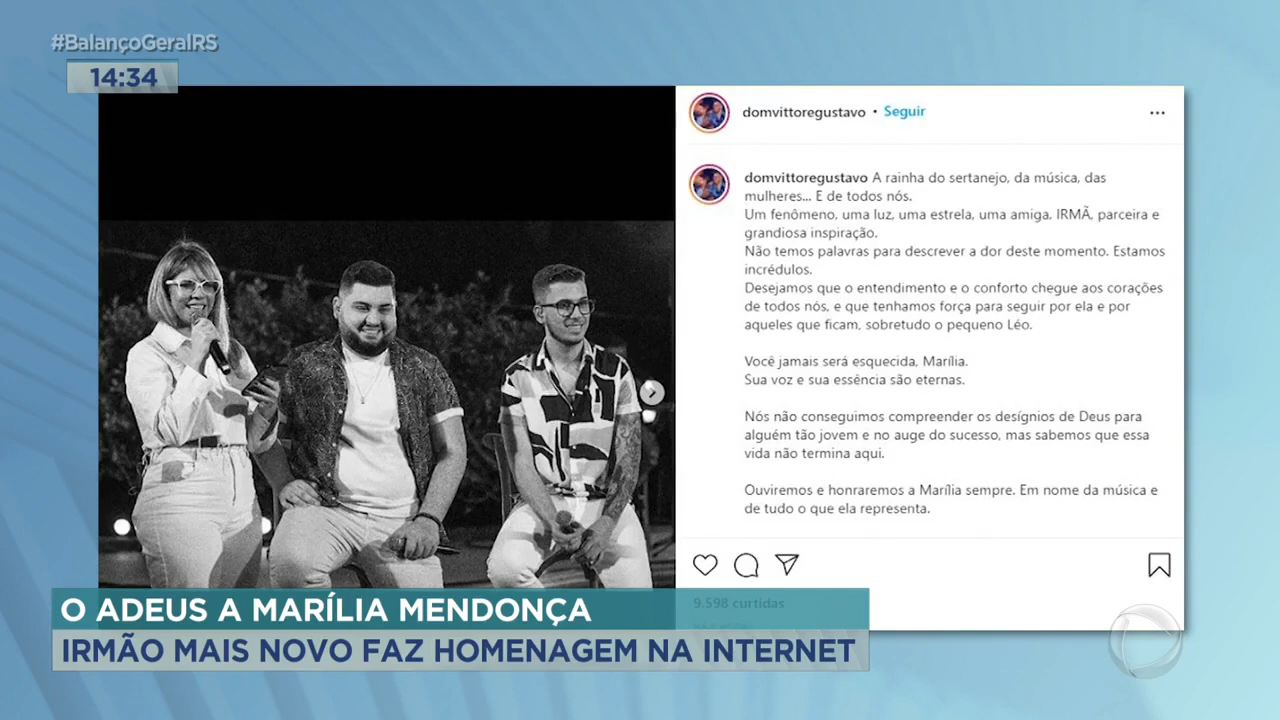 #BalançoGeralRS
14:34
domvittoregustavo • Seguir
domvittoregustavo A rainha do sertanejo, da música, das
mulheres... E de todos nós.
Um fenômeno, uma luz, uma estrela, uma amiga, IRMÃ, parceira e
grandiosa inspiração.
Não temos palavras para descrever a dor deste momento. Estamos
incrédulos.
Desejamos que o entendimento e o conforto chegue aos corações
de todos nós, e que tenhamos força para seguir por ela e por
aqueles que ficam, sobretudo o pequeno Léo.
Você jamais será esquecida, Marília.
Sua voz e sua essência são eternas.
Nós não conseguimos compreender os desígnios de Deus para
alguém tão jovem e no auge do sucesso, mas sabemos que essa
vida não termina aqui.
Ouviremos e honraremos a Marília sempre. Em nome da música e
de tudo o que ela representa.
9.598 curtidas
O ADEUS A MARÍLIA MENDONÇA
IRMÃO MAIS NOVO FAZ HOMENAGEM NA INTERNET